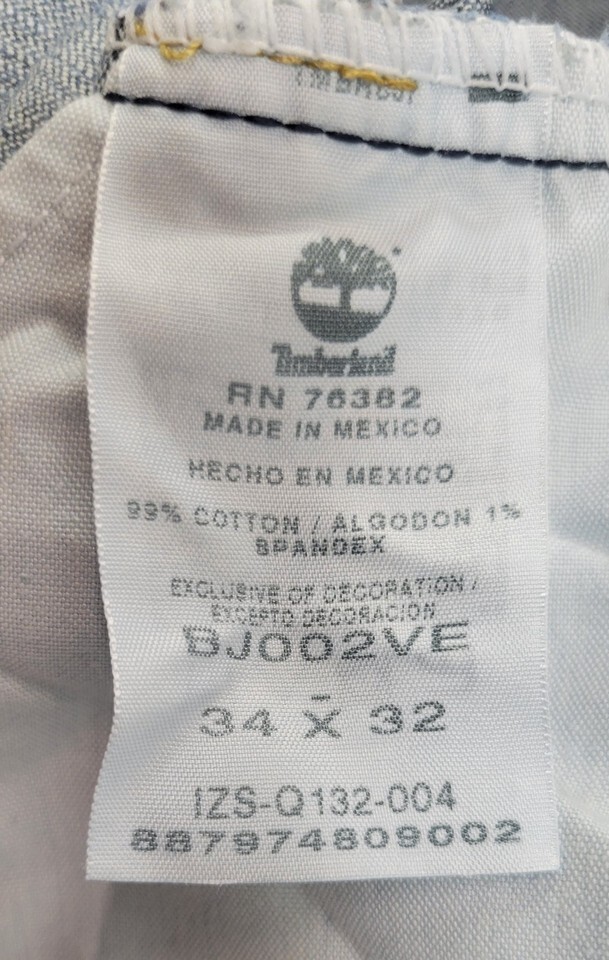 Timberland
RN 76382
MADE IN MEXICO
HECHO EN MEXICO
99% COTTON / ALGODON 1%
SPANDEX
EXCLUSIVE OF DECORATION /
EXCEPTO DECORACION
BJ002VE
34 x 32
IZS-Q132-004
887974809002